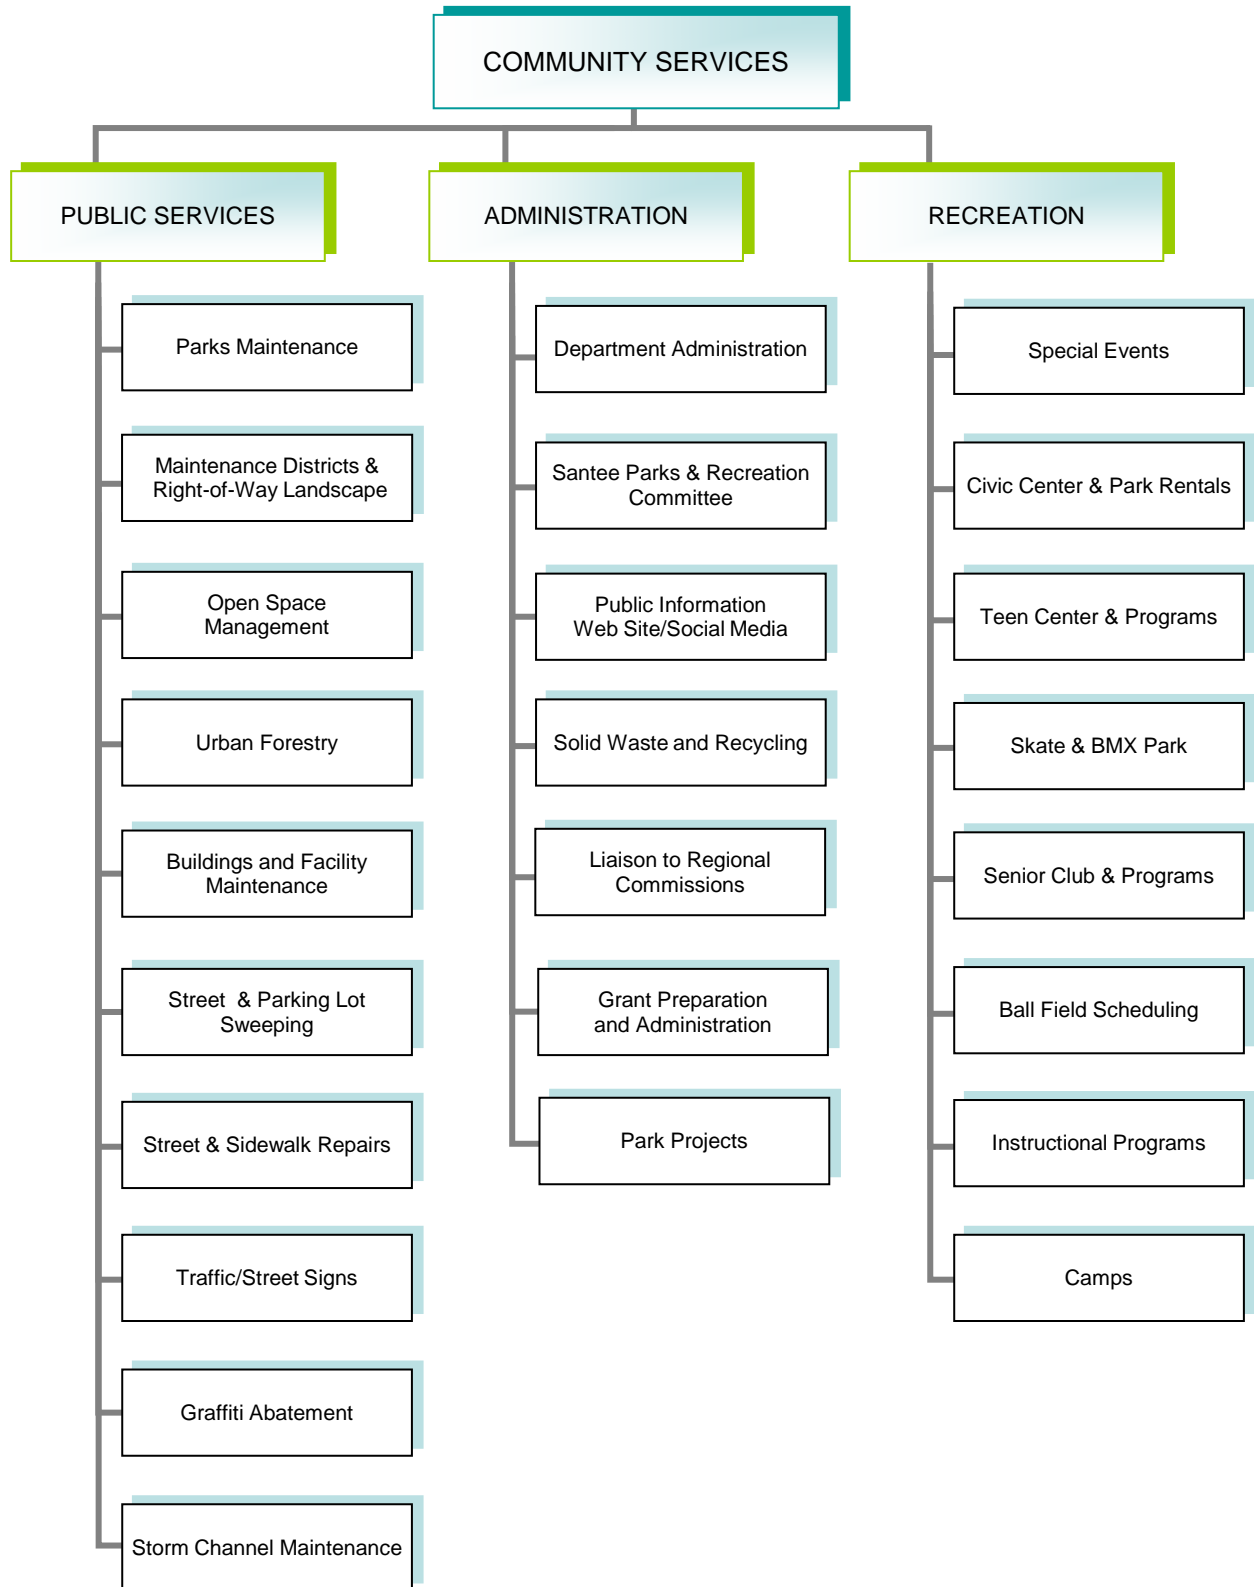 COMMUNITY SERVICES
PUBLIC SERVICES
Parks Maintenance
Maintenance Districts &
Right-of-Way Landscape
Open Space
Management
Urban Forestry
Buildings and Facility
Maintenance
Street & Parking Lot
Sweeping
Street & Sidewalk Repairs
Traffic/Street Signs
Graffiti Abatement
Storm Channel Maintenance
ADMINISTRATION
Department Administration
Santee Parks & Recreation
Committee
Public Information
Web Site/Social Media
Solid Waste and Recycling
Liaison to Regional
Commissions
Grant Preparation
and Administration
Park Projects
RECREATION
Special Events
Civic Center & Park Rentals
Teen Center & Programs
Skate & BMX Park
Senior Club & Programs
Ball Field Scheduling
Instructional Programs
Camps